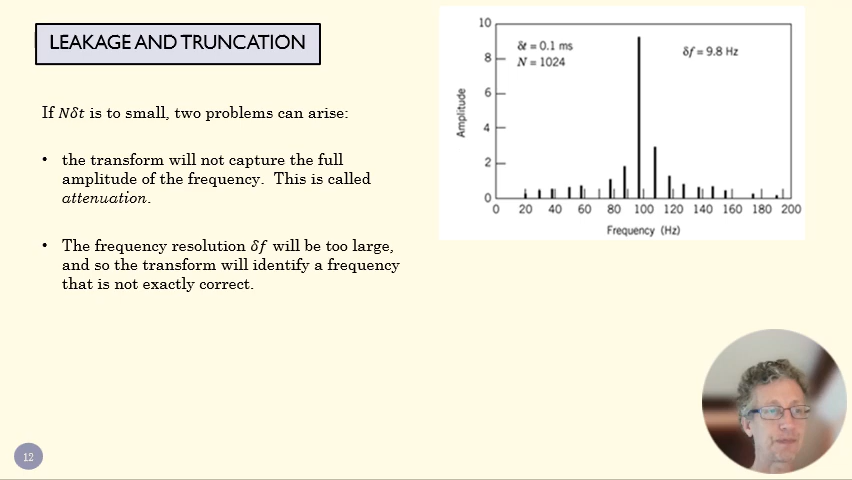 LEAKAGE AND TRUNCATION
If Nδt is to small, two problems can arise:
• the transform will not capture the full
amplitude of the frequency. This is called
attenuation.
• The frequency resolution δf will be too large,
and so the transform will identify a frequency
that is not exactly correct.
10
8
6
4
2
0
Amplitude
δt = 0.1 ms
N = 1024
δf = 9.8 Hz
0 20 40 60 80 100 120 140 160 180 200
Frequency (Hz)
12